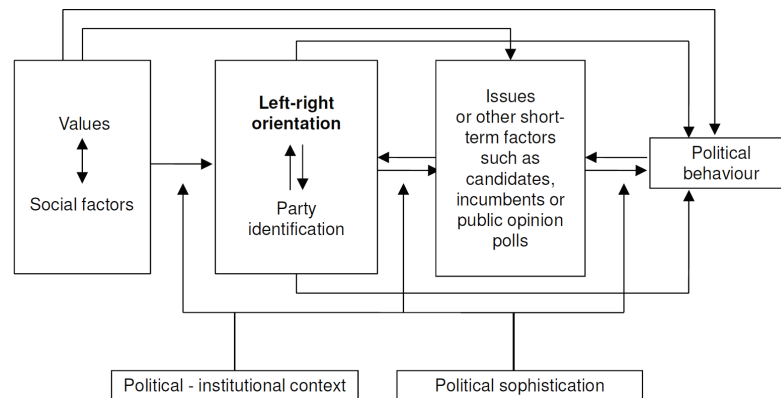 Values
Social factors
Left-right
orientation
Party
identification
Issues
or other short-
term factors
such as
candidates,
incumbents or
public opinion
polls
Political
behaviour
Political - institutional context
Political sophistication